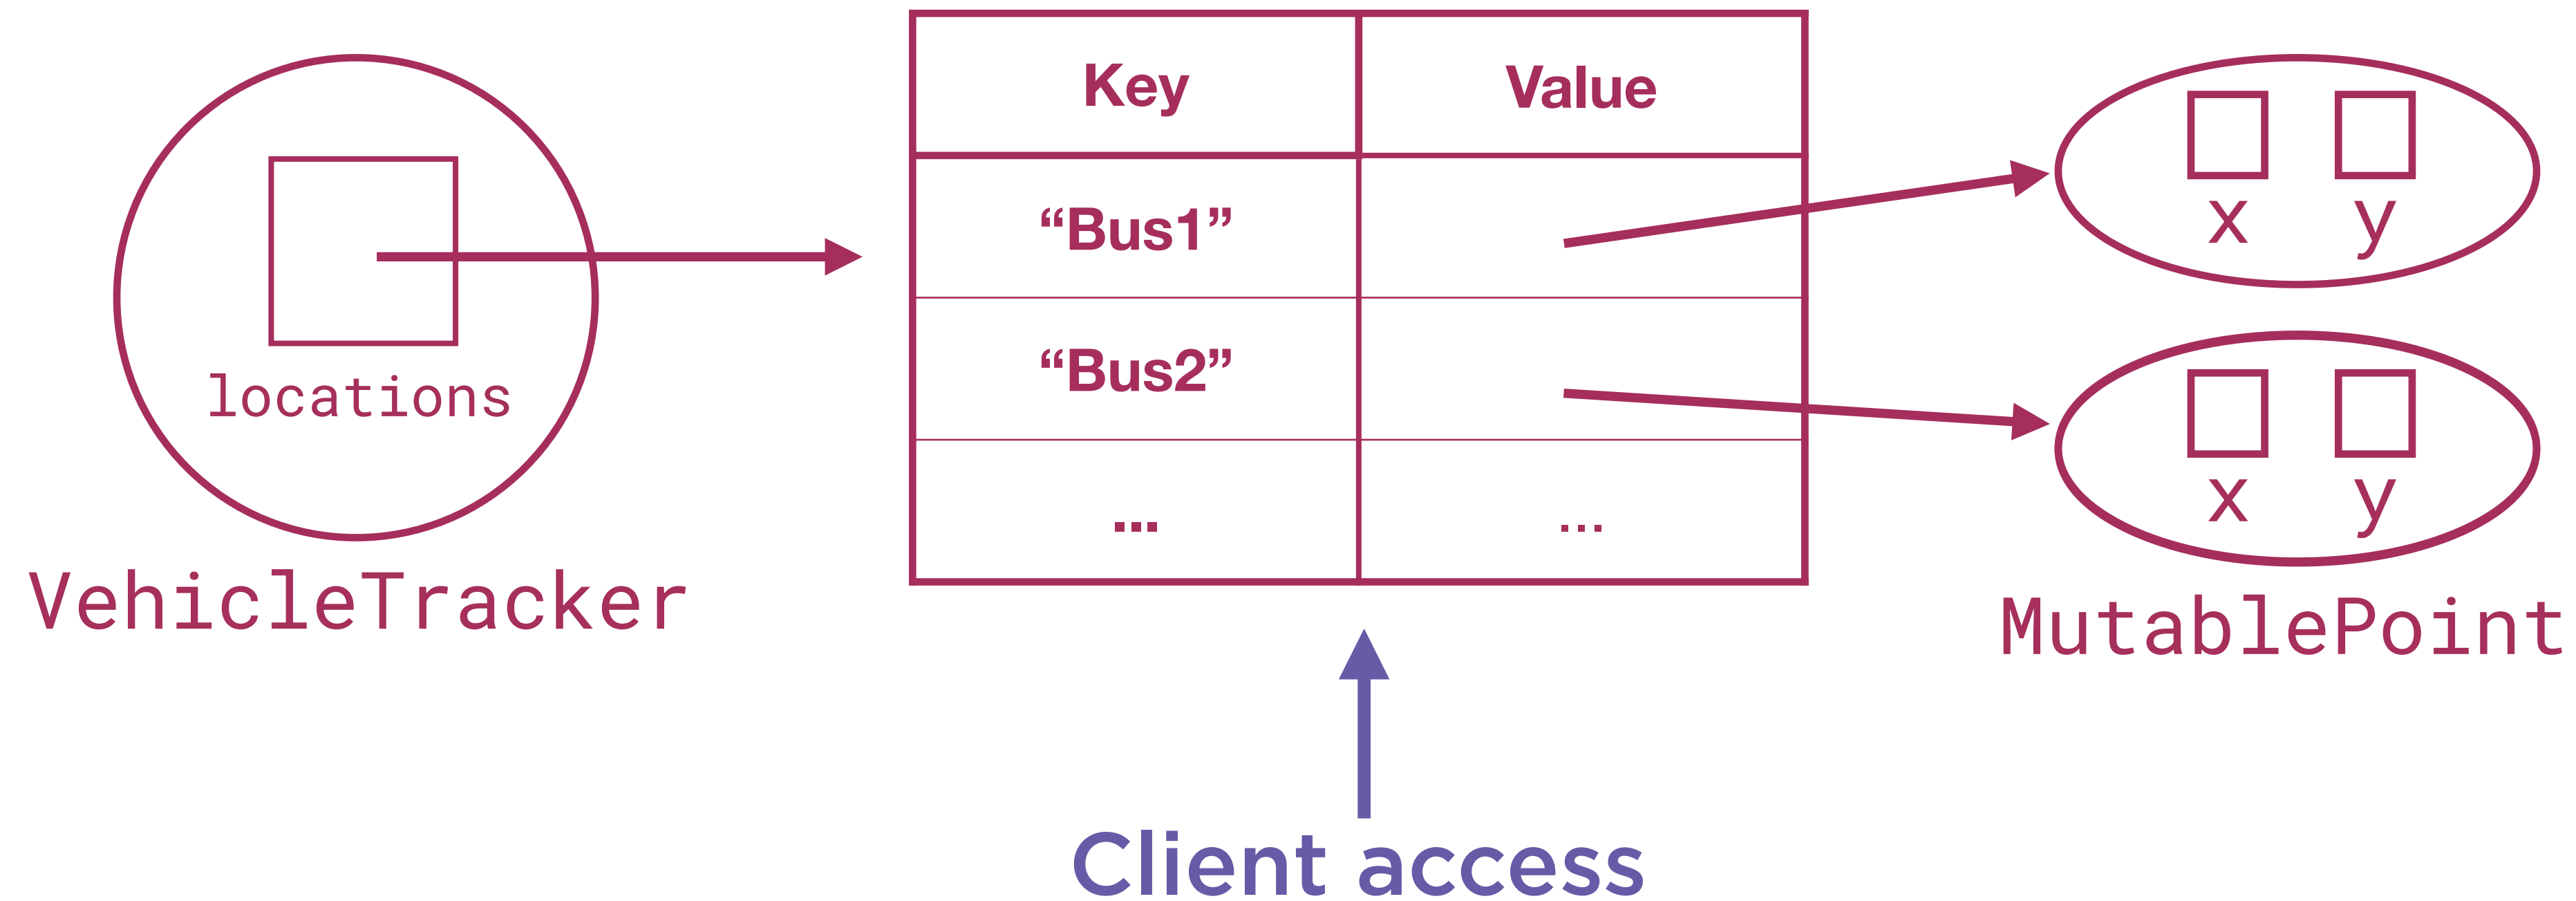 Key Value
“Bus1”
“Bus2”
... ...
locations
VehicleTracker
x y
x y
MutablePoint
Client access